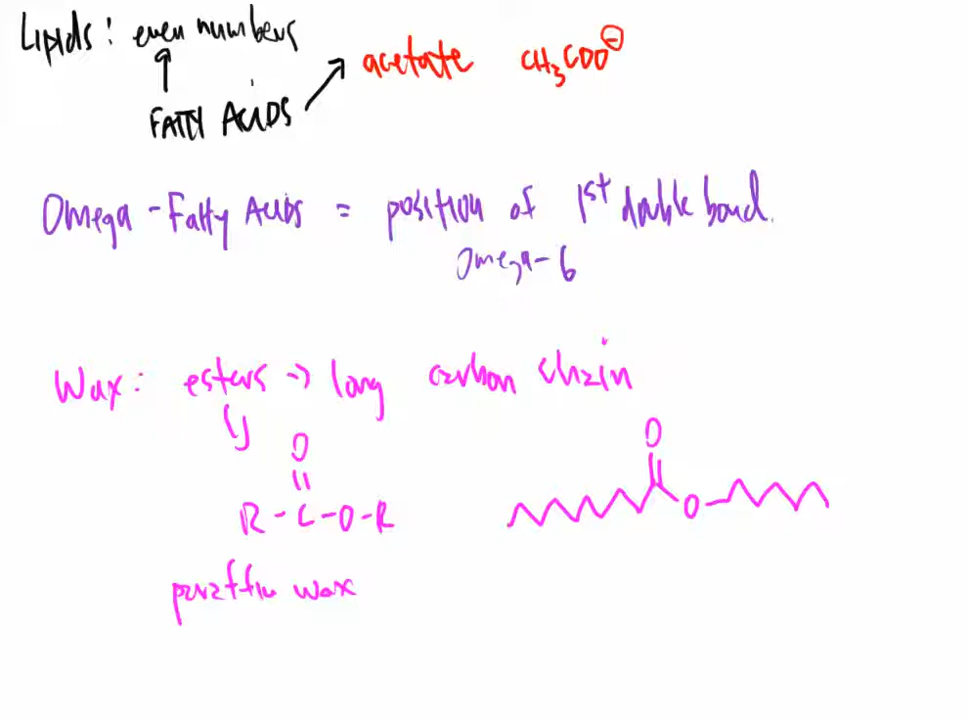 Lipids: even numbers
FATTY ACIDS
acetate CH₃COO⊖
Omega-Fatty Acids = position of 1st double bond.
Omega-6
Wax: esters → long carbon chain
O
R-C-O-R
O
O
paraffin wax